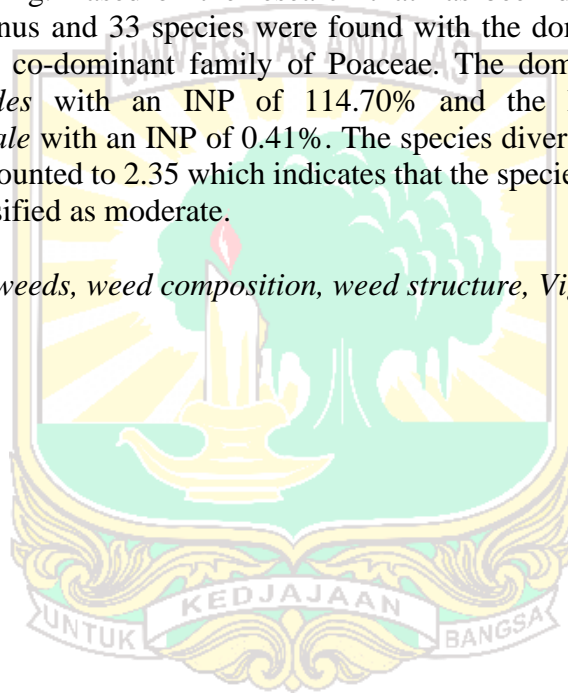 nus and 33 species were found with the dor
co-dominant family of Poaceae. The dom
les with an INP of 114.70% and the
ale with an INP of 0.41%. The species diver
ounted to 2.35 which indicates that the specie
sified as moderate.
weeds, weed composition, weed structure, Vi
UNIVERSITAS ANDALAS
UNTUK KEDJAJAAN BANGSA